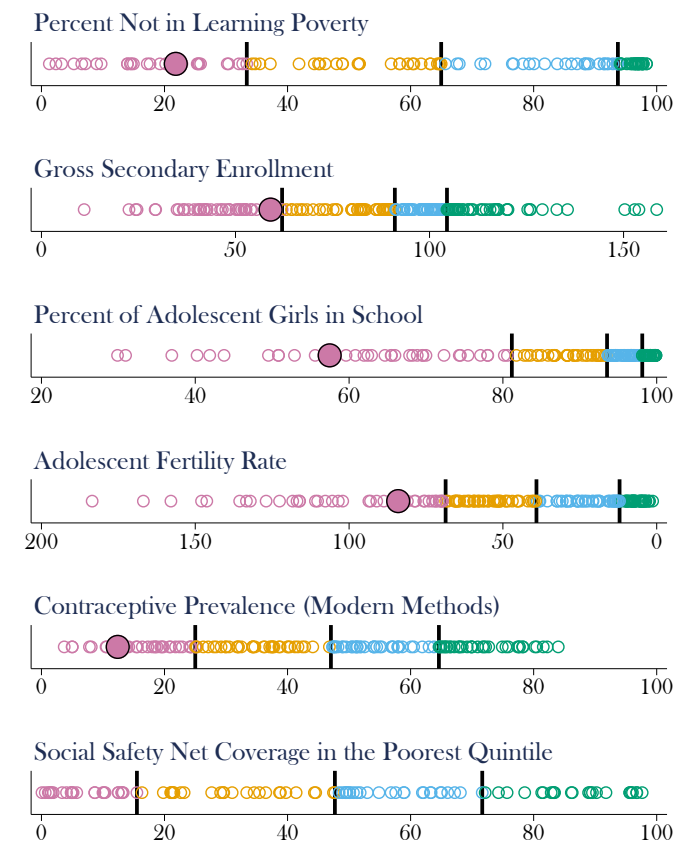 Percent Not in Learning Poverty
0 20 40 60 80 100
Gross Secondary Enrollment
0 50 100 150
Percent of Adolescent Girls in School
20 40 60 80 100
Adolescent Fertility Rate
200 150 100 50 0
Contraceptive Prevalence (Modern Methods)
0 20 40 60 80 100
Social Safety Net Coverage in the Poorest Quintile
0 20 40 60 80 100